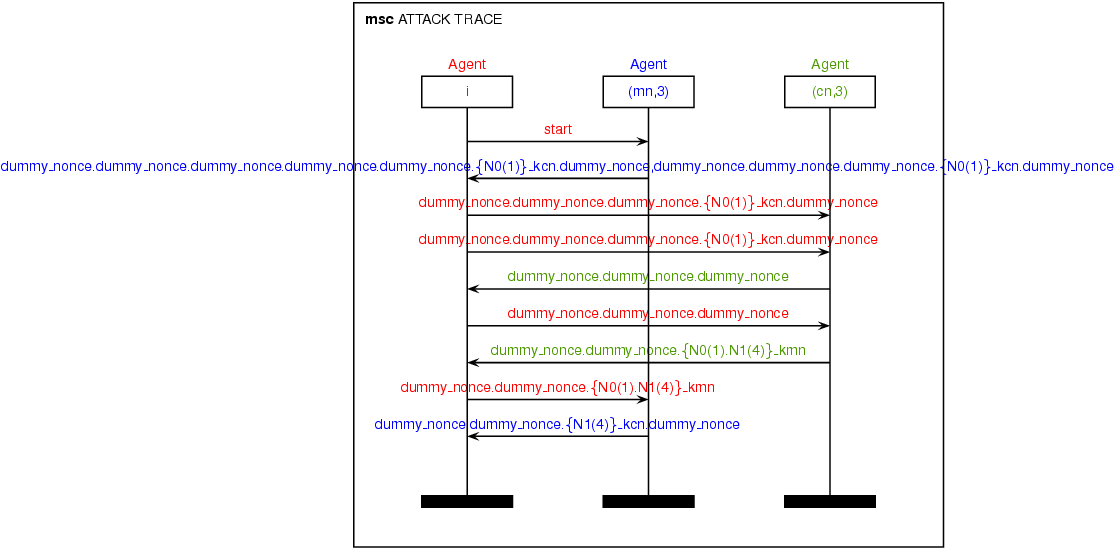 msc ATTACK TRACE
Agent Agent Agent
i (mn,3) (cn,3)
start
dummy_nonce.dummy_nonce.dummy_nonce.dummy_nonce.dummy_nonce.{N0(1)}_kcn.dummy_nonce,dummy_nonce.dummy_nonce.dummy_nonce.{N0(1)}_kcn.dummy_nonce
dummy_nonce.dummy_nonce.dummy_nonce.{N0(1)}_kcn.dummy_nonce
dummy_nonce.dummy_nonce.dummy_nonce.{N0(1)}_kcn.dummy_nonce
dummy_nonce.dummy_nonce.dummy_nonce
dummy_nonce.dummy_nonce.dummy_nonce
dummy_nonce.dummy_nonce.{N0(1).N1(4)}_kmn
dummy_nonce.dummy_nonce.{N0(1).N1(4)}_kmn
dummy_nonce.dummy_nonce.{N1(4)}_kcn.dummy_nonce